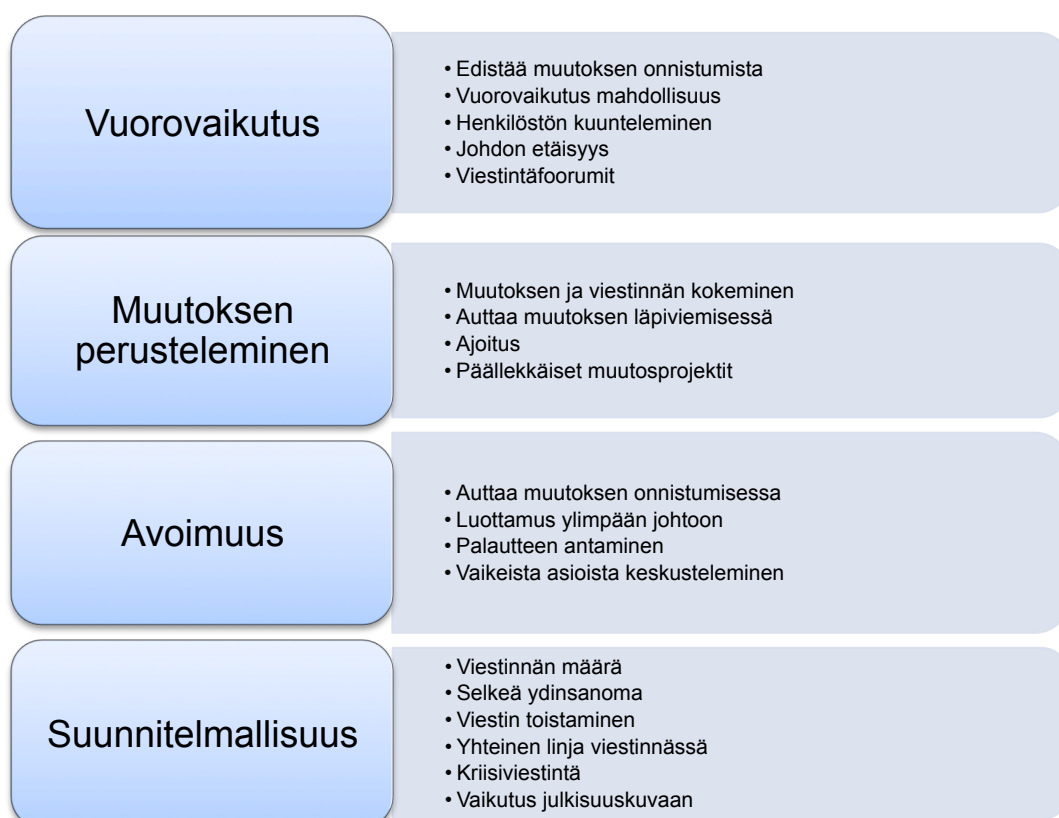 Vuorovaikutus
• Edistää muutoksen onnistumista
• Vuorovaikutus mahdollisuus
• Henkilöstön kuunteleminen
• Johdon etäisyys
• Viestintäfoorumit
Muutoksen
perusteleminen
• Muutoksen ja viestinnän kokeminen
• Auttaa muutoksen läpiviemisessä
• Ajoitus
• Päällekkäiset muutosprojektit
Avoimuus
• Auttaa muutoksen onnistumisessa
• Luottamus ylimpään johtoon
• Palautteen antaminen
• Vaikeista asioista keskusteleminen
Suunnitelmallisuus
• Viestinnän määrä
• Selkeä ydinsanoma
• Viestin toistaminen
• Yhteinen linja viestinnässä
• Kriisiviestintä
• Vaikutus julkisuuskuvaan